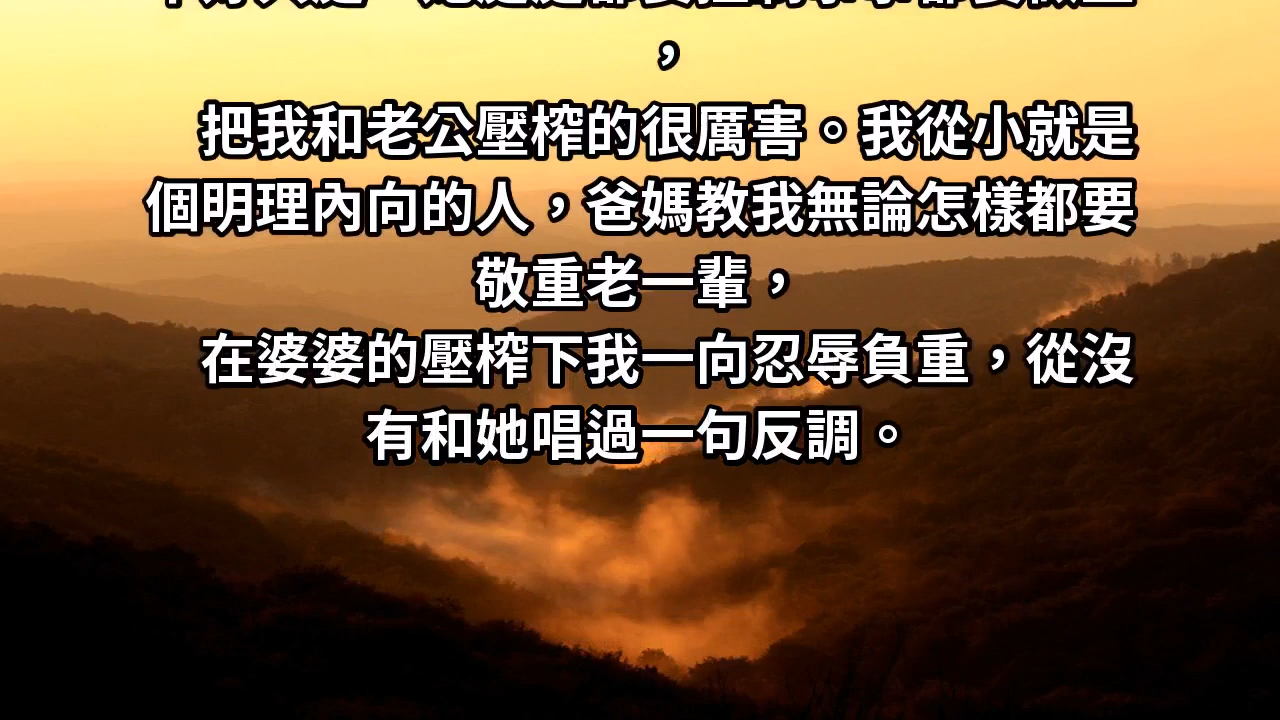 ，
把我和老公壓榨的很厲害。我從小就是
個明理內向的人，爸媽教我無論怎樣都要
敬重老一輩，
在婆婆的壓榨下我一向忍辱負重，從沒
有和她唱過一句反調。